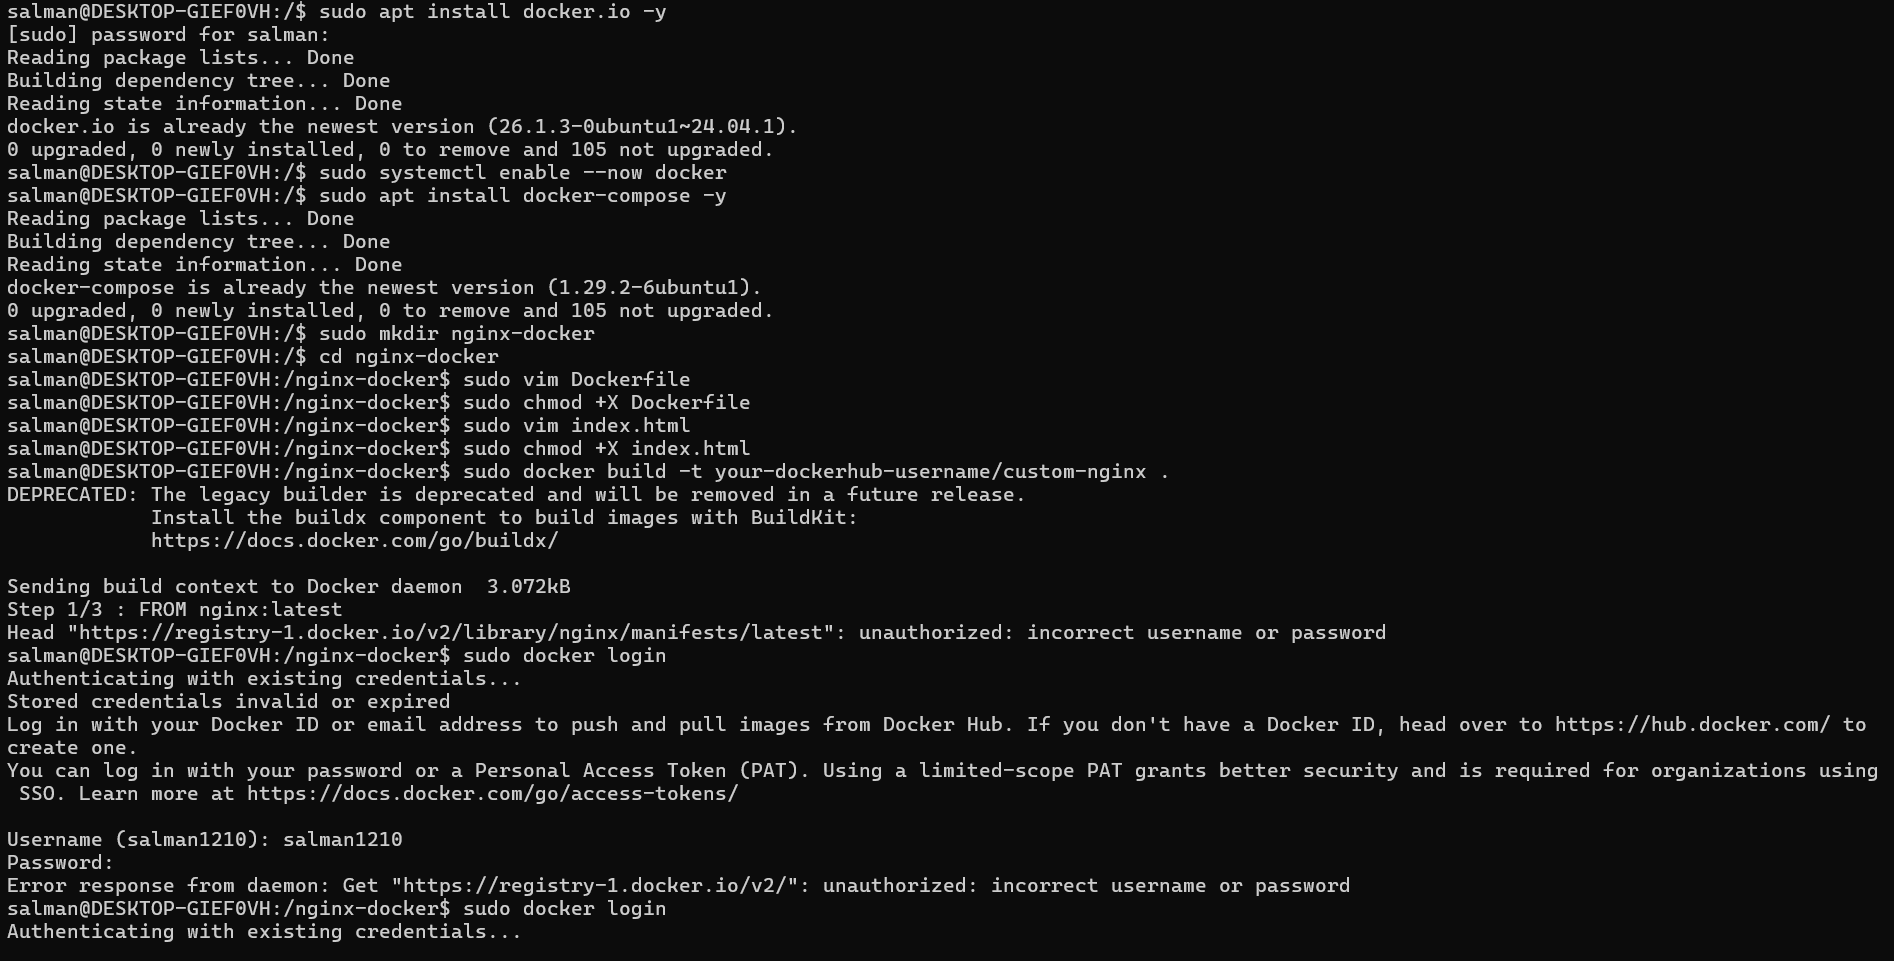 salman@DESKTOP-GIEF0VH:/$ sudo apt install docker.io -y
[sudo] password for salman:
Reading package lists... Done
Building dependency tree... Done
Reading state information... Done
docker.io is already the newest version (26.1.3-0ubuntu1~24.04.1).
0 upgraded, 0 newly installed, 0 to remove and 105 not upgraded.
salman@DESKTOP-GIEF0VH:/$ sudo systemctl enable --now docker
salman@DESKTOP-GIEF0VH:/$ sudo apt install docker-compose -y
Reading package lists... Done
Building dependency tree... Done
Reading state information... Done
docker-compose is already the newest version (1.29.2-6ubuntu1).
0 upgraded, 0 newly installed, 0 to remove and 105 not upgraded.
salman@DESKTOP-GIEF0VH:/$ sudo mkdir nginx-docker
salman@DESKTOP-GIEF0VH:/$ cd nginx-docker
salman@DESKTOP-GIEF0VH:/nginx-docker$ sudo vim Dockerfile
salman@DESKTOP-GIEF0VH:/nginx-docker$ sudo chmod +X Dockerfile
salman@DESKTOP-GIEF0VH:/nginx-docker$ sudo vim index.html
salman@DESKTOP-GIEF0VH:/nginx-docker$ sudo chmod +X index.html
salman@DESKTOP-GIEF0VH:/nginx-docker$ sudo docker build -t your-dockerhub-username/custom-nginx .
DEPRECATED: The legacy builder is deprecated and will be removed in a future release.
            Install the buildx component to build images with BuildKit:
            https://docs.docker.com/go/buildx/

Sending build context to Docker daemon  3.072kB
Step 1/3 : FROM nginx:latest
Head "https://registry-1.docker.io/v2/library/nginx/manifests/latest": unauthorized: incorrect username or password
salman@DESKTOP-GIEF0VH:/nginx-docker$ sudo docker login
Authenticating with existing credentials...
Stored credentials invalid or expired
Log in with your Docker ID or email address to push and pull images from Docker Hub. If you don't have a Docker ID, head over to https://hub.docker.com/ to
create one.
You can log in with your password or a Personal Access Token (PAT). Using a limited-scope PAT grants better security and is required for organizations using
 SSO. Learn more at https://docs.docker.com/go/access-tokens/

Username (salman1210): salman1210
Password:
Error response from daemon: Get "https://registry-1.docker.io/v2/": unauthorized: incorrect username or password
salman@DESKTOP-GIEF0VH:/nginx-docker$ sudo docker login
Authenticating with existing credentials...